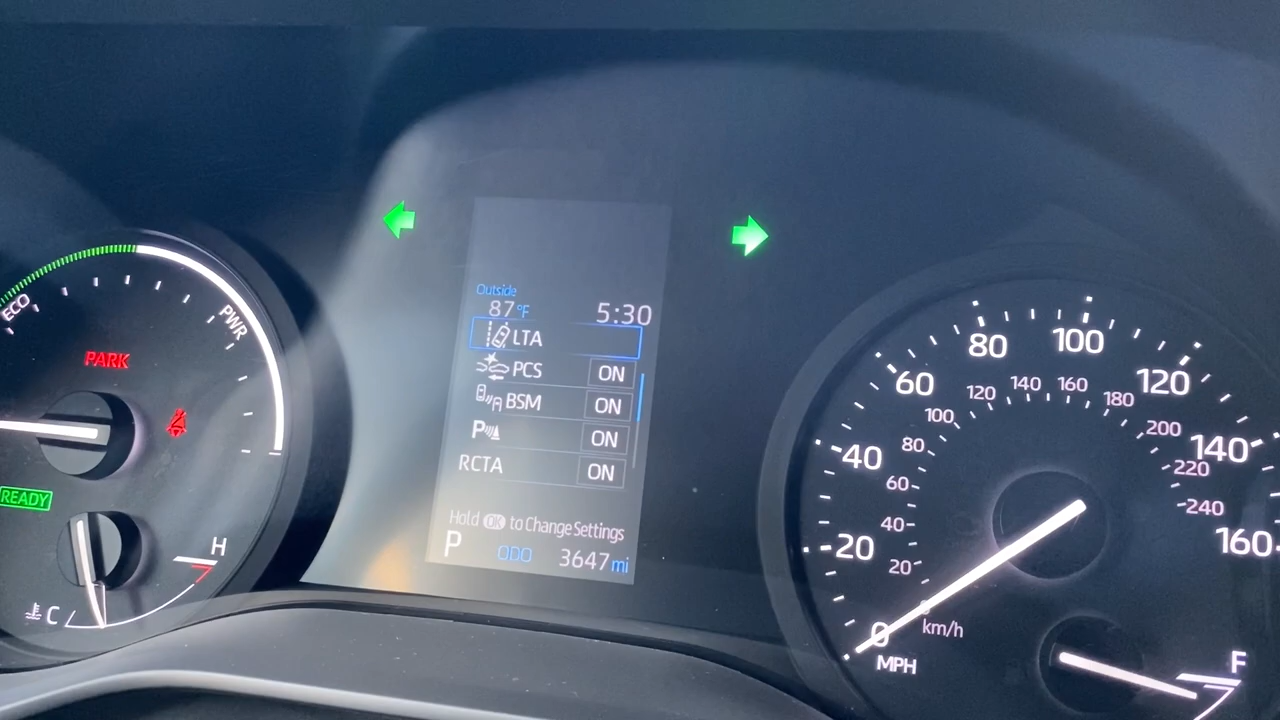 ECO
PWR
PARK
READY
H
C
Outside
87°F 5:30
LTA
PCS ON
BSM ON
P ON
RCTA ON
Hold OK to Change Settings
P ODO 3647 mi
0
20
40
60
80
100
120
140
160
20
40
60
80
100
120
140
160
180
200
220
240
km/h
MPH
F